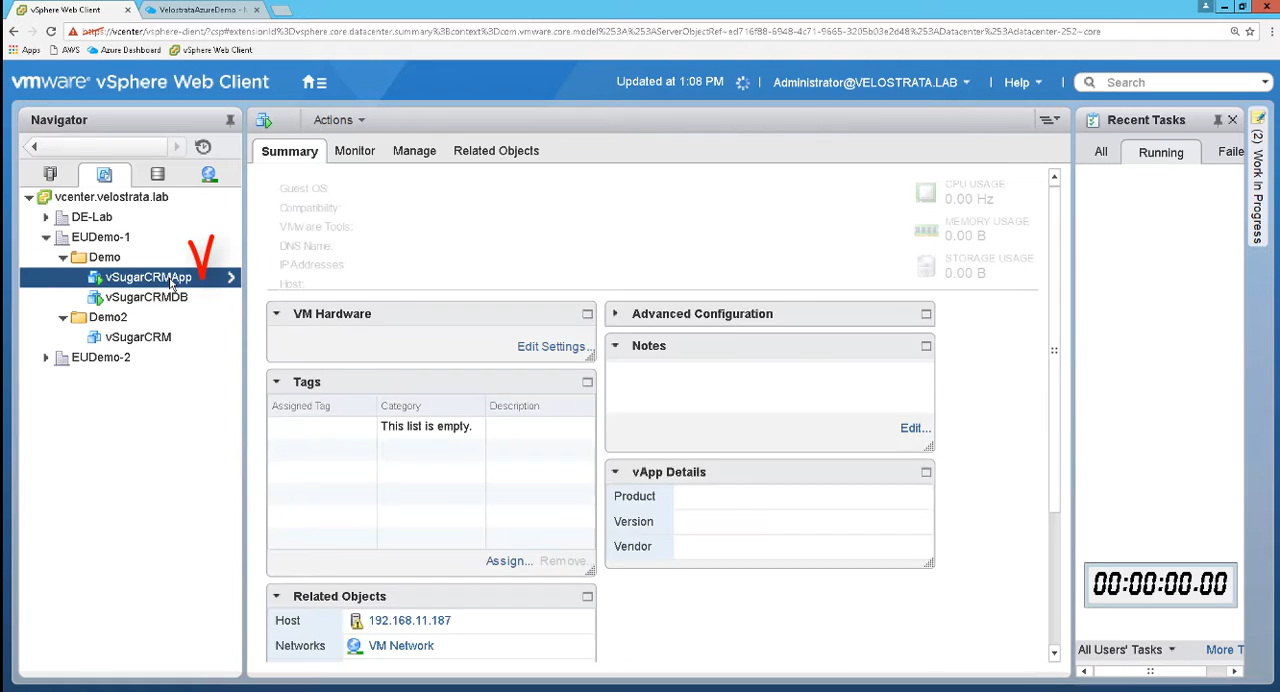 vSphere Web Client
VelostrataAzureDemo -
https://vcenter/vsphere-client/?csp#extensionId%3Dvsphere.core.datacenter.summary%3Bcontext%3Dcom.vmware.core.model%253A%253AServerObjectRef~ed716f88-6948-4c71-9665-3205b03e2d48%253ADatacenter%253Adatacenter-252~core
Apps AWS Azure Dashboard vSphere Web Client
vmware vSphere Web Client
Updated at 1:08 PM
Administrator@VELOSTRATA.LAB
Help
Search
Navigator
vcenter.velostrata.lab
DE-Lab
EUDemo-1
Demo
vSugarCRMApp
vSugarCRMDB
Demo2
vSugarCRM
EUDemo-2
Actions
Summary Monitor Manage Related Objects
Guest OS:
Compatibility:
VMware Tools:
DNS Name:
IP Addresses
Host:
CPU USAGE
0.00 Hz
MEMORY USAGE
0.00 B
STORAGE USAGE
0.00 B
VM Hardware
Edit Settings...
Tags
Assigned Tag Category Description
This list is empty.
Assign... Remove
Related Objects
Host 192.168.11.187
Networks VM Network
Advanced Configuration
Notes
Edit...
vApp Details
Product
Version
Vendor
Recent Tasks
All Running Faile
00:00:00.00
All Users' Tasks More T
(2) Work In Progress